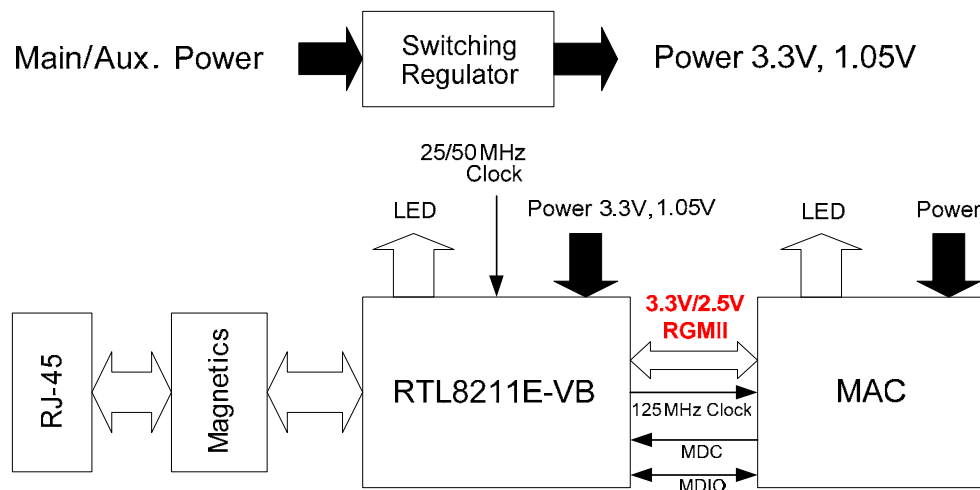 Main/Aux. Power
Switching
Regulator
Power 3.3V, 1.05V
25/50MHz
Clock
LED
Power 3.3V,1.05V
LED
Power
3.3V/2.5V
RGMII
RJ-45
Magnetics
RTL8211E-VB
MAC
125MHz Clock
MDC
MDIO